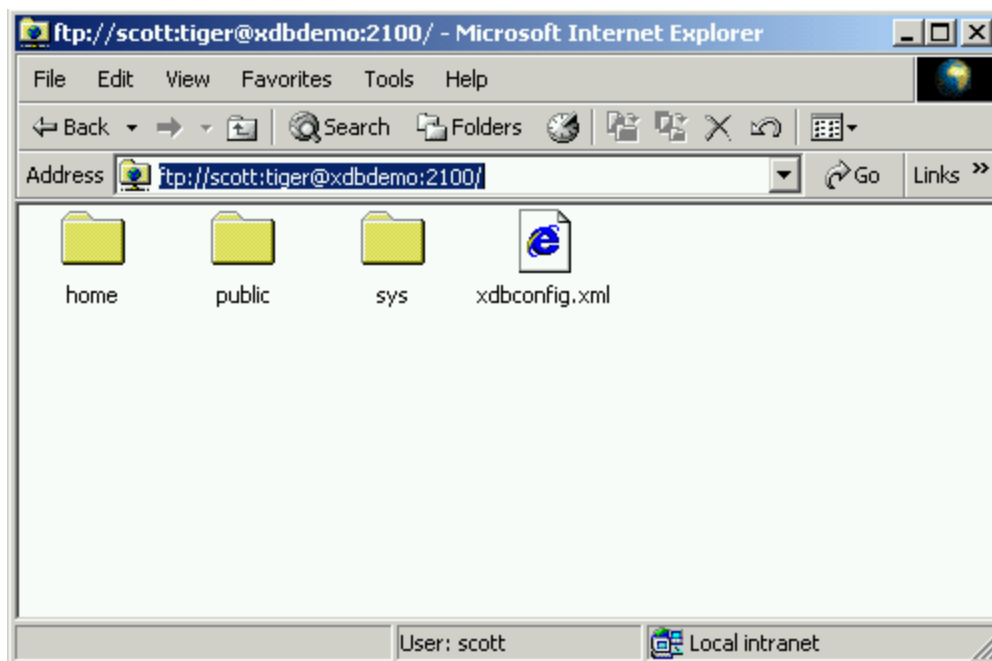 ftp://scott:tiger@xdbdemo:2100/ - Microsoft Internet Explorer
File Edit View Favorites Tools Help
Back Search Folders
Address ftp://scott:tiger@xdbdemo:2100/ Go Links »
home public sys xdbconfig.xml
User: scott Local intranet